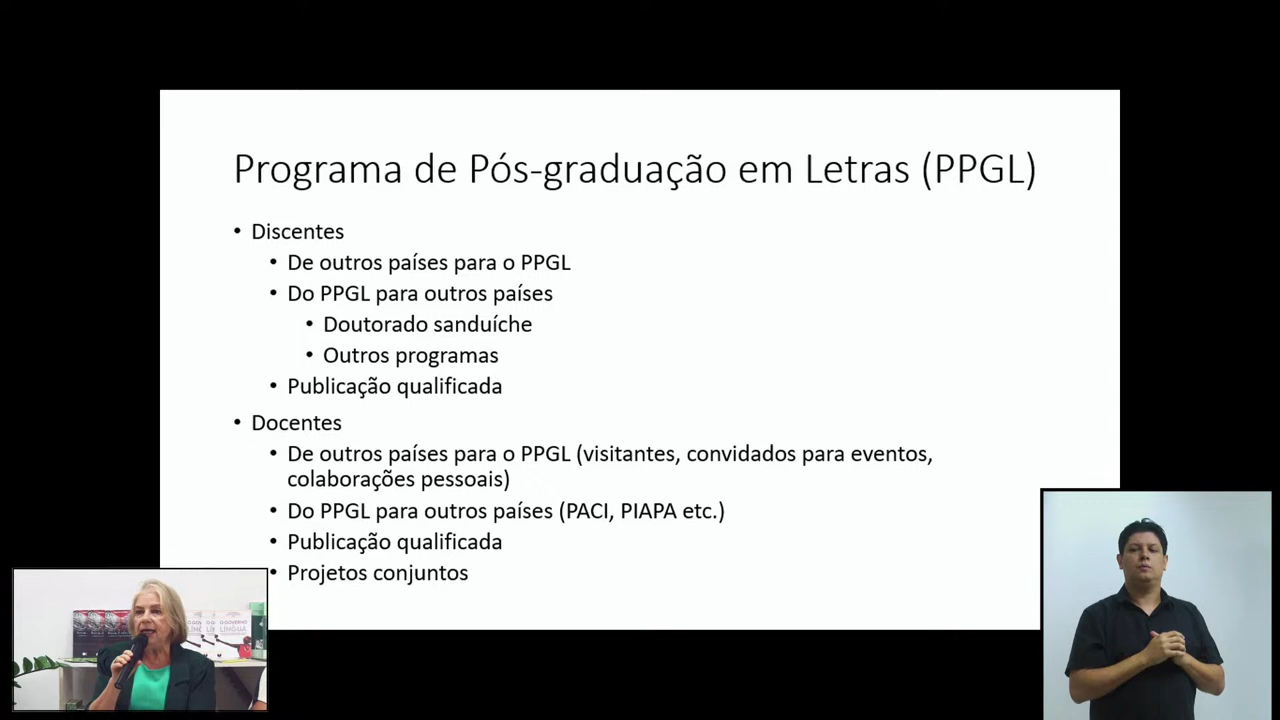 Programa de Pós-graduação em Letras (PPGL)
• Discentes
• De outros países para o PPGL
• Do PPGL para outros países
• Doutorado sanduíche
• Outros programas
• Publicação qualificada
• Docentes
• De outros países para o PPGL (visitantes, convidados para eventos,
colaborações pessoais)
• Do PPGL para outros países (PACI, PIAPA etc.)
• Publicação qualificada
• Projetos conjuntos
O GOVERNO
LÍNGUA